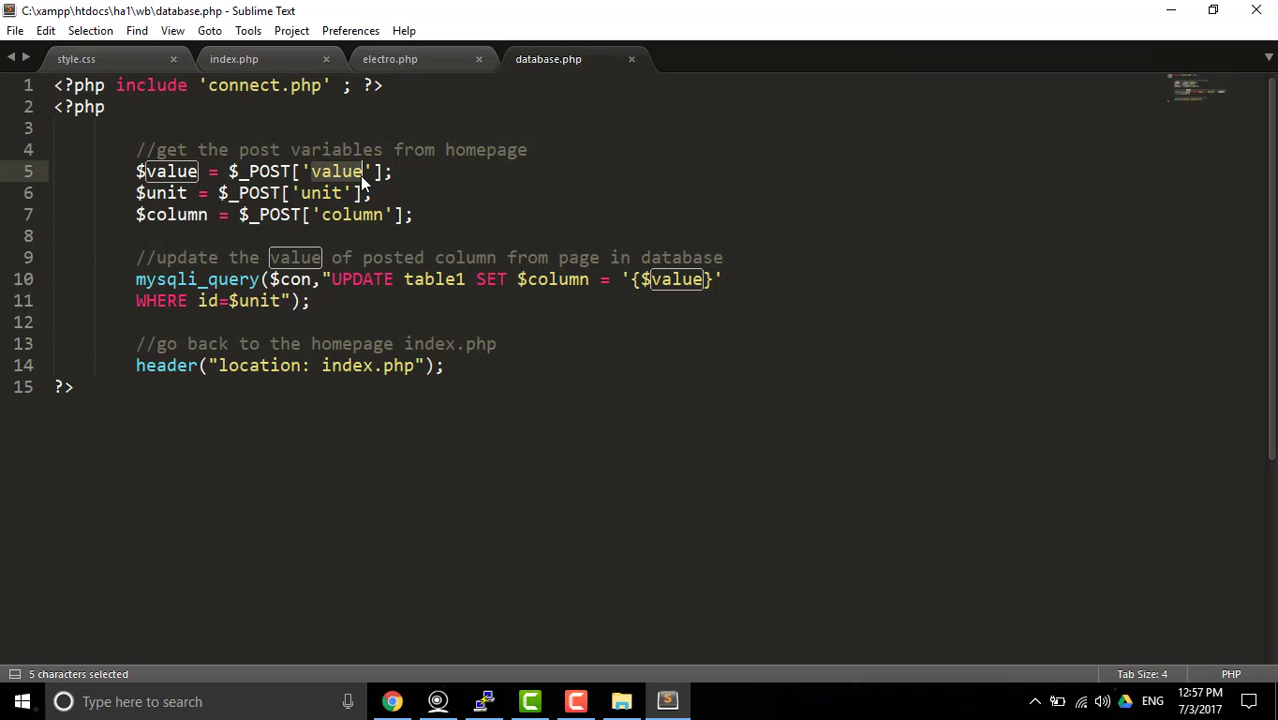 C:\xampp\htdocs\ha1\wb\database.php - Sublime Text
File Edit Selection Find View Goto Tools Project Preferences Help
style.css index.php electro.php database.php
1 <?php include 'connect.php' ; ?>
2 <?php
3
4 //get the post variables from homepage
5 $value = $_POST['value'];
6 $unit = $_POST['unit'];
7 $column = $_POST['column'];
8
9 //update the value of posted column from page in database
10 mysqli_query($con,"UPDATE table1 SET $column = '{$value}'
11 WHERE id=$unit");
12
13 //go back to the homepage index.php
14 header("location: index.php");
15 ?>
5 characters selected Tab Size: 4 PHP
Type here to search ENG 12:57 PM
7/3/2017